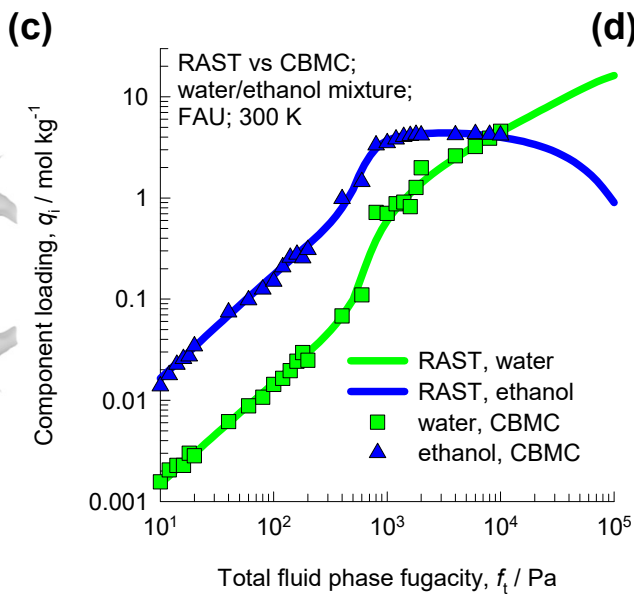 (c)
(d)
RAST vs CBMC;
water/ethanol mixture;
FAU; 300 K
10
1
0.1
0.01
0.001
Component loading, qᵢ / mol kg⁻¹
RAST, water
RAST, ethanol
water, CBMC
ethanol, CBMC
10¹ 10² 10³ 10⁴ 10⁵
Total fluid phase fugacity, fₜ / Pa